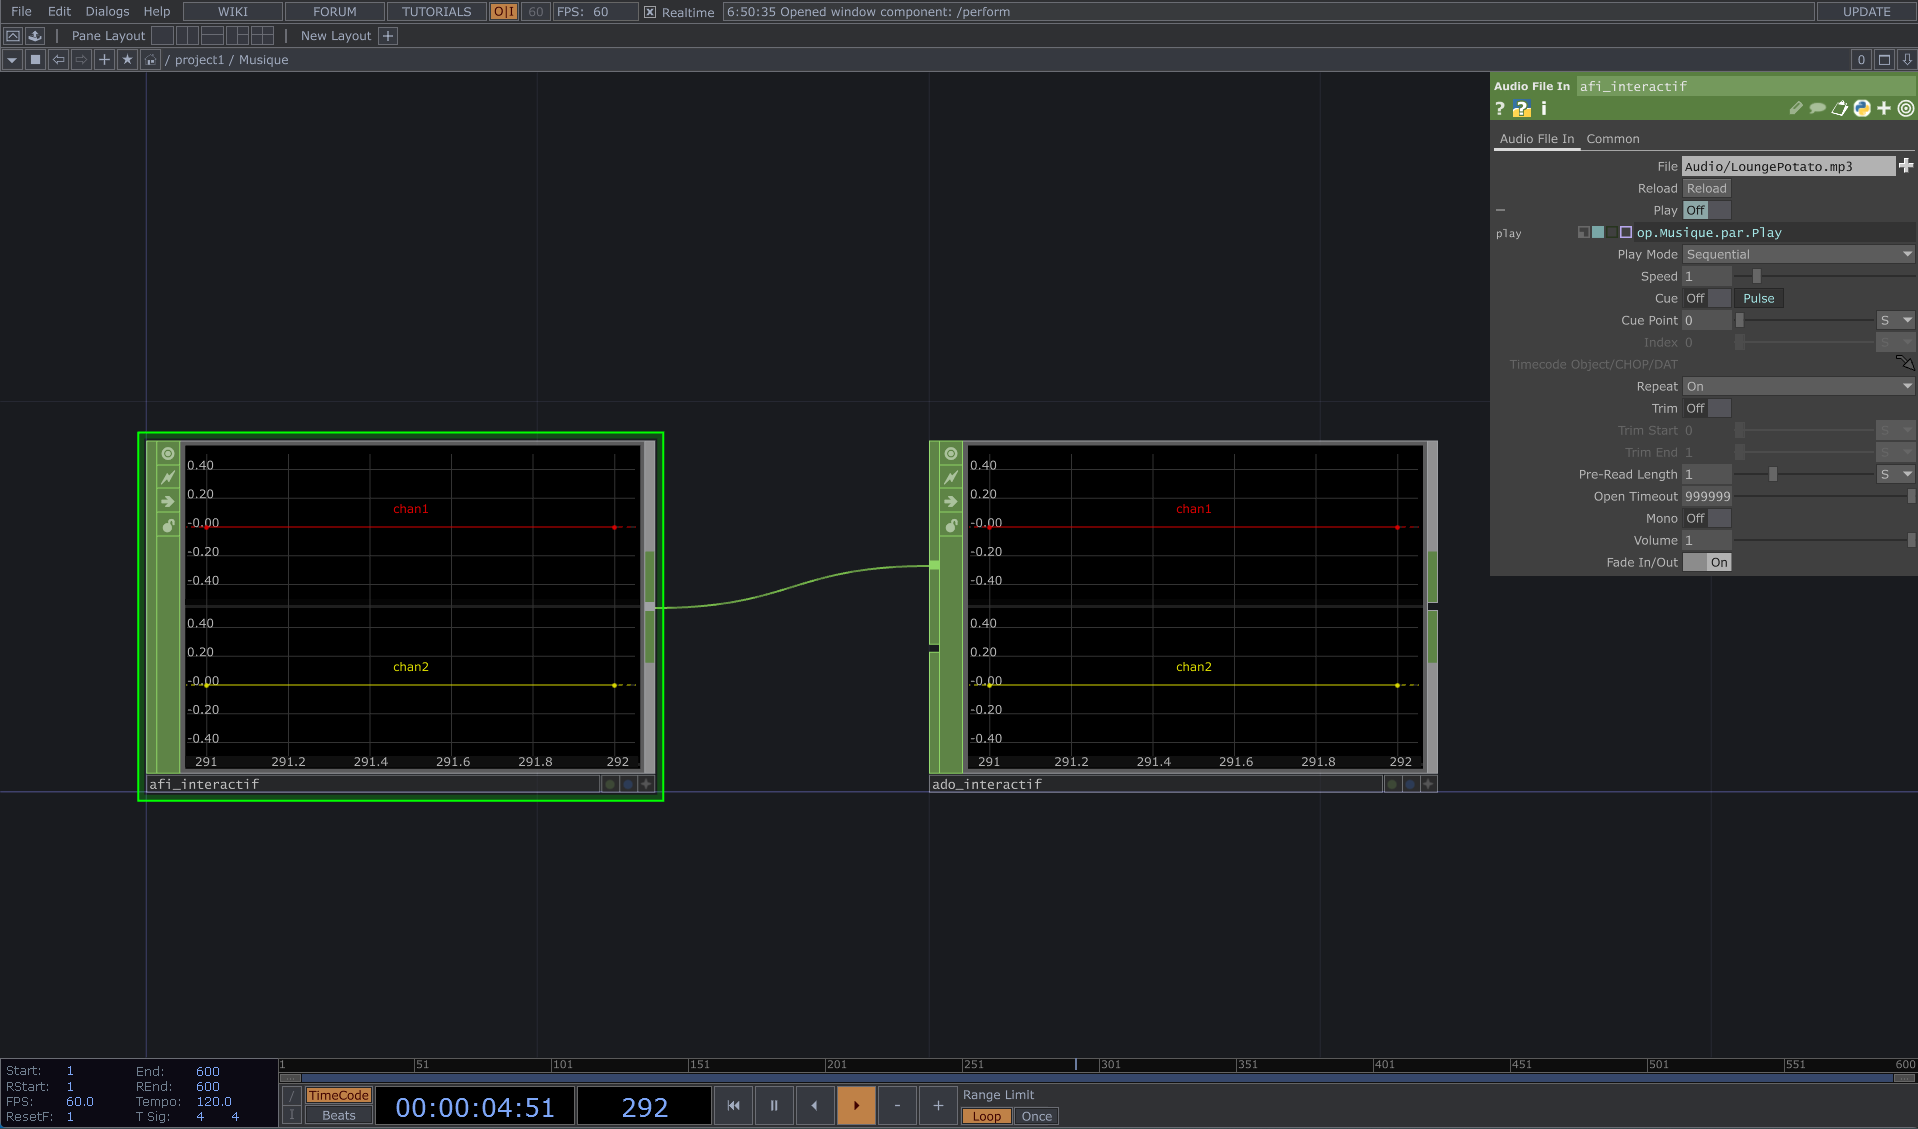 File Edit Dialogs Help WIKI FORUM TUTORIALS O|I 60 FPS: 60 Realtime 6:50:35 Opened window component: /perform UPDATE
Pane Layout New Layout +
/ project1 / Musique 0
Audio File In afi_interactif
? ? i
Audio File In Common
File Audio/LoungePotato.mp3
Reload Reload
Play Off
play op.Musique.par.Play
Play Mode Sequential
Speed 1
Cue Off Pulse
Cue Point 0 S
Index 0 S
Timecode Object/CHOP/DAT
Repeat On
Trim Off
Trim Start 0 S
Trim End 1 S
Pre-Read Length 1 S
Open Timeout 999999
Mono Off
Volume 1
Fade In/Out On
0.40
0.20
chan1
-0.00
-0.20
-0.40
0.40
0.20
chan2
-0.00
-0.20
-0.40
291 291.2 291.4 291.6 291.8 292
afi_interactif
0.40
0.20
chan1
-0.00
-0.20
-0.40
0.40
0.20
chan2
-0.00
-0.20
-0.40
291 291.2 291.4 291.6 291.8 292
ado_interactif
1 51 101 151 201 251 301 351 401 451 501 551 600
Start: 1 End: 600
RStart: 1 REnd: 600
FPS: 60.0 Tempo: 120.0
ResetF: 1 T Sig: 4 4
/ TimeCode
I Beats
00:00:04:51 292 - +
Range Limit
Loop Once